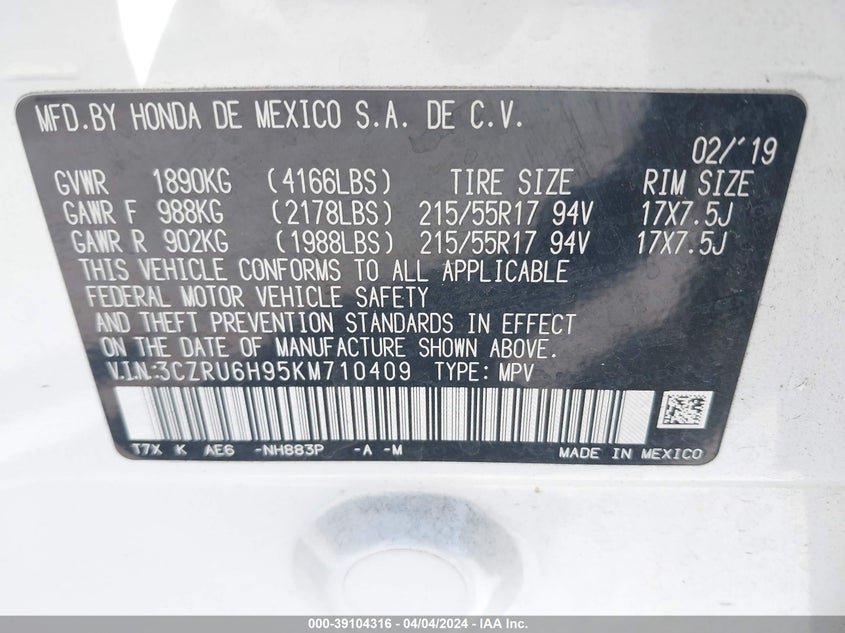 MFD.BY HONDA DE MEXICO S.A. DE C.V.
02/'19
GVWR 1890KG (4166LBS) TIRE SIZE RIM SIZE
GAWR F 988KG (2178LBS) 215/55R17 94V 17X7.5J
GAWR R 902KG (1988LBS) 215/55R17 94V 17X7.5J
THIS VEHICLE CONFORMS TO ALL APPLICABLE
FEDERAL MOTOR VEHICLE SAFETY
AND THEFT PREVENTION STANDARDS IN EFFECT
ON THE DATE OF MANUFACTURE SHOWN ABOVE.
V.I.N:3CZRU6H95KM710409 TYPE: MPV
T7X K AE6 -NH883P -A -M MADE IN MEXICO
000-39104316 - 04/04/2024 - IAA Inc.